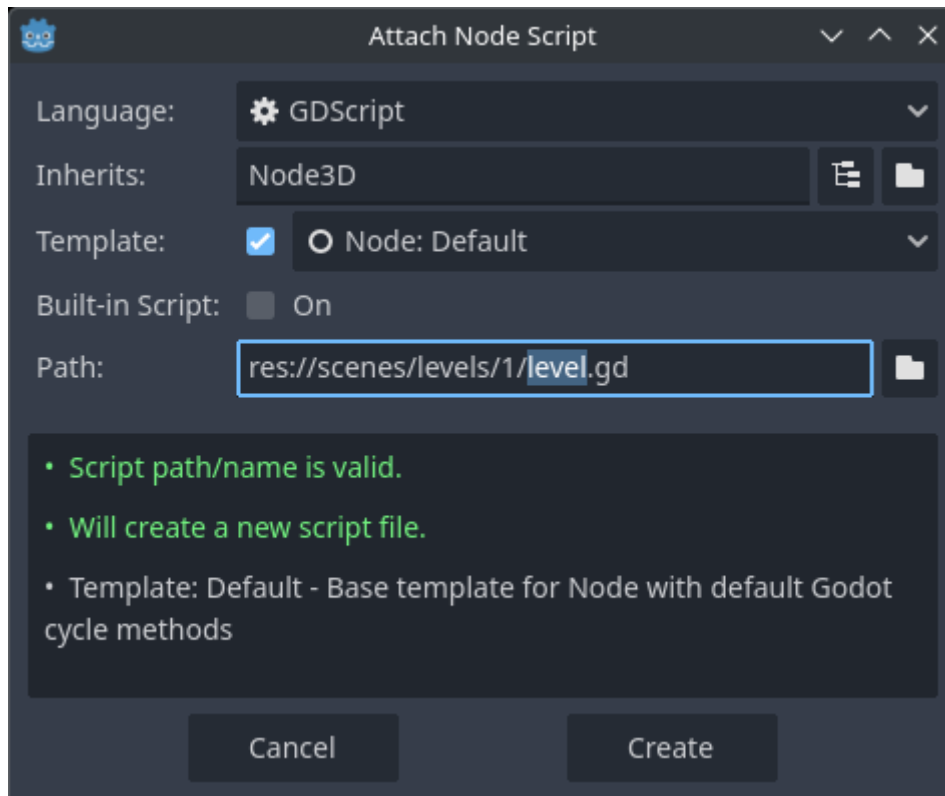 Attach Node Script
Language: GDScript
Inherits: Node3D
Template: Node: Default
Built-in Script: On
Path: res://scenes/levels/1/level.gd
• Script path/name is valid.
• Will create a new script file.
• Template: Default - Base template for Node with default Godot
cycle methods
Cancel Create